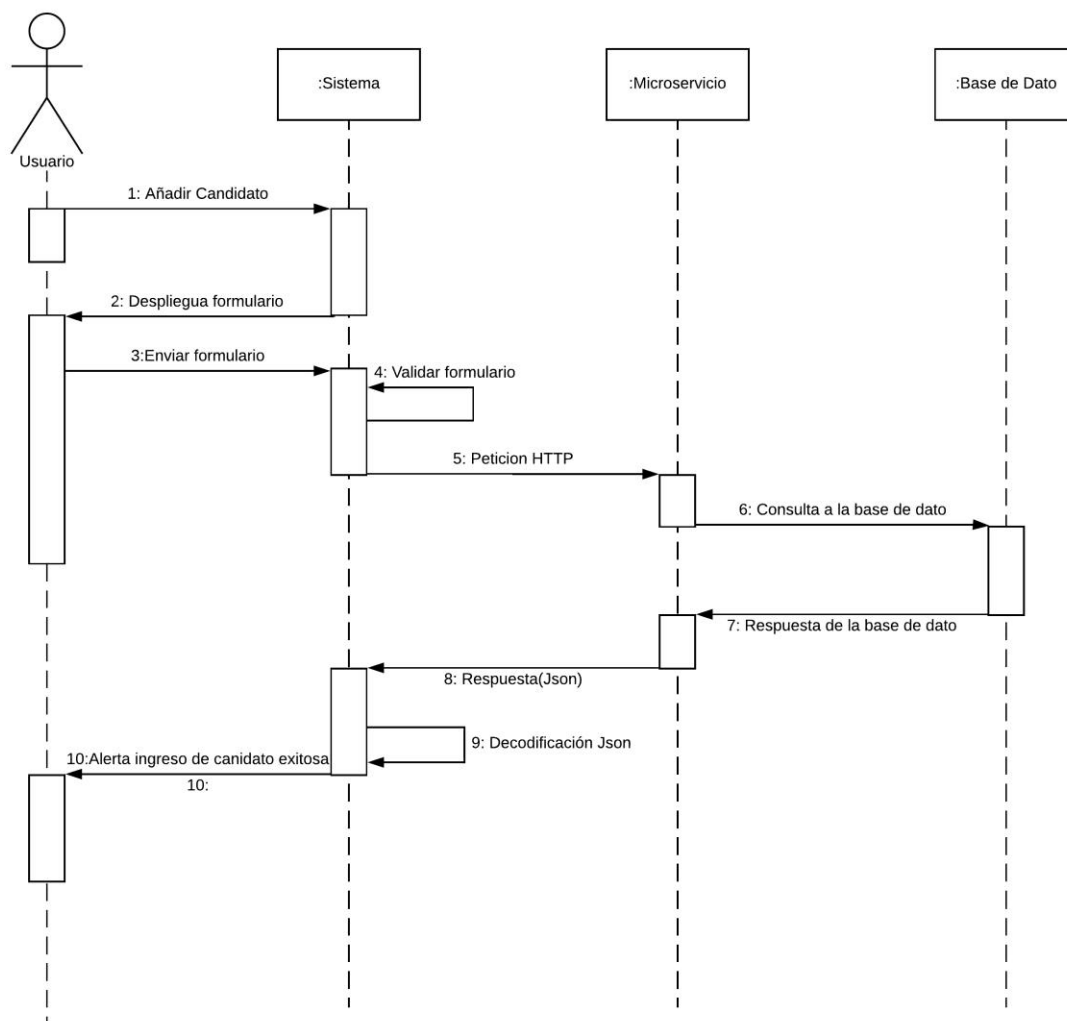 :Sistema
:Microservicio
:Base de Dato
Usuario
1: Añadir Candidato
2: Despliegua formulario
3:Enviar formulario
4: Validar formulario
5: Peticion HTTP
6: Consulta a la base de dato
7: Respuesta de la base de dato
8: Respuesta(Json)
9: Decodificación Json
10:Alerta ingreso de canidato exitosa
10: